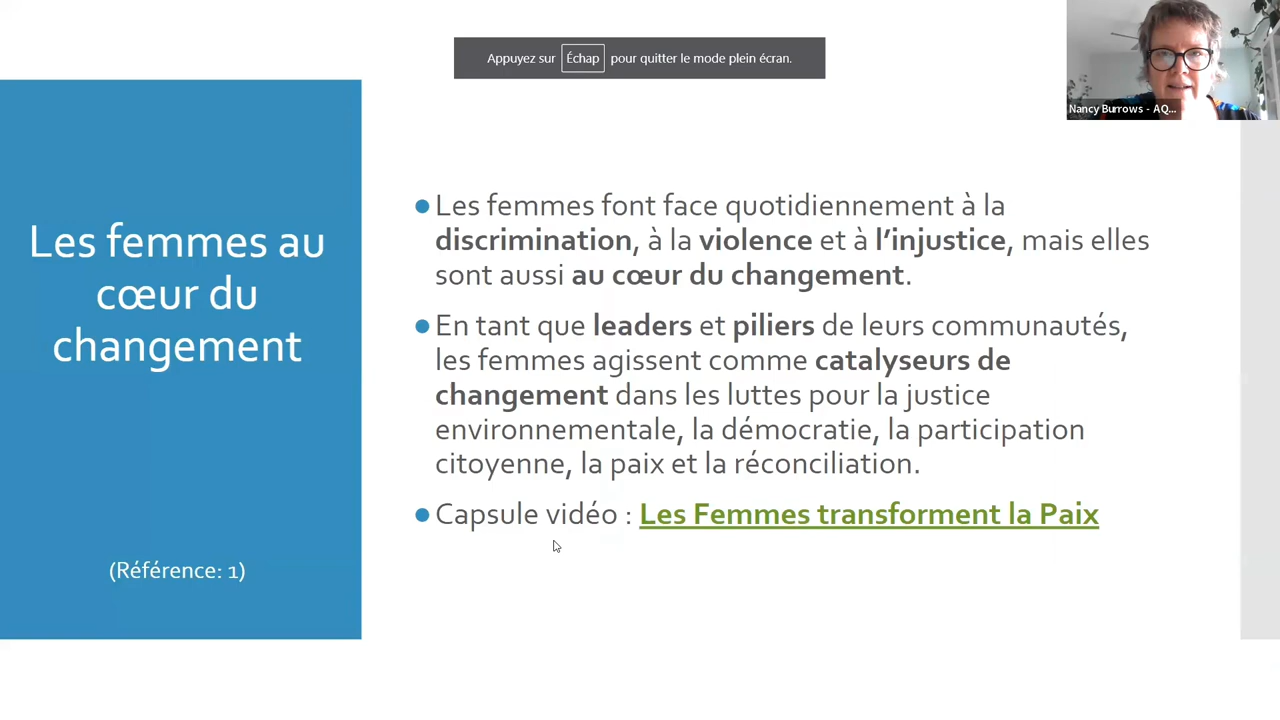 Appuyez sur Échap pour quitter le mode plein écran.
Nancy Burrows - AQ...
Les femmes au
cœur du
changement
(Référence: 1)
●Les femmes font face quotidiennement à la
discrimination, à la violence et à l’injustice, mais elles
sont aussi au cœur du changement.
●En tant que leaders et piliers de leurs communautés,
les femmes agissent comme catalyseurs de
changement dans les luttes pour la justice
environnementale, la démocratie, la participation
citoyenne, la paix et la réconciliation.
●Capsule vidéo : Les Femmes transforment la Paix